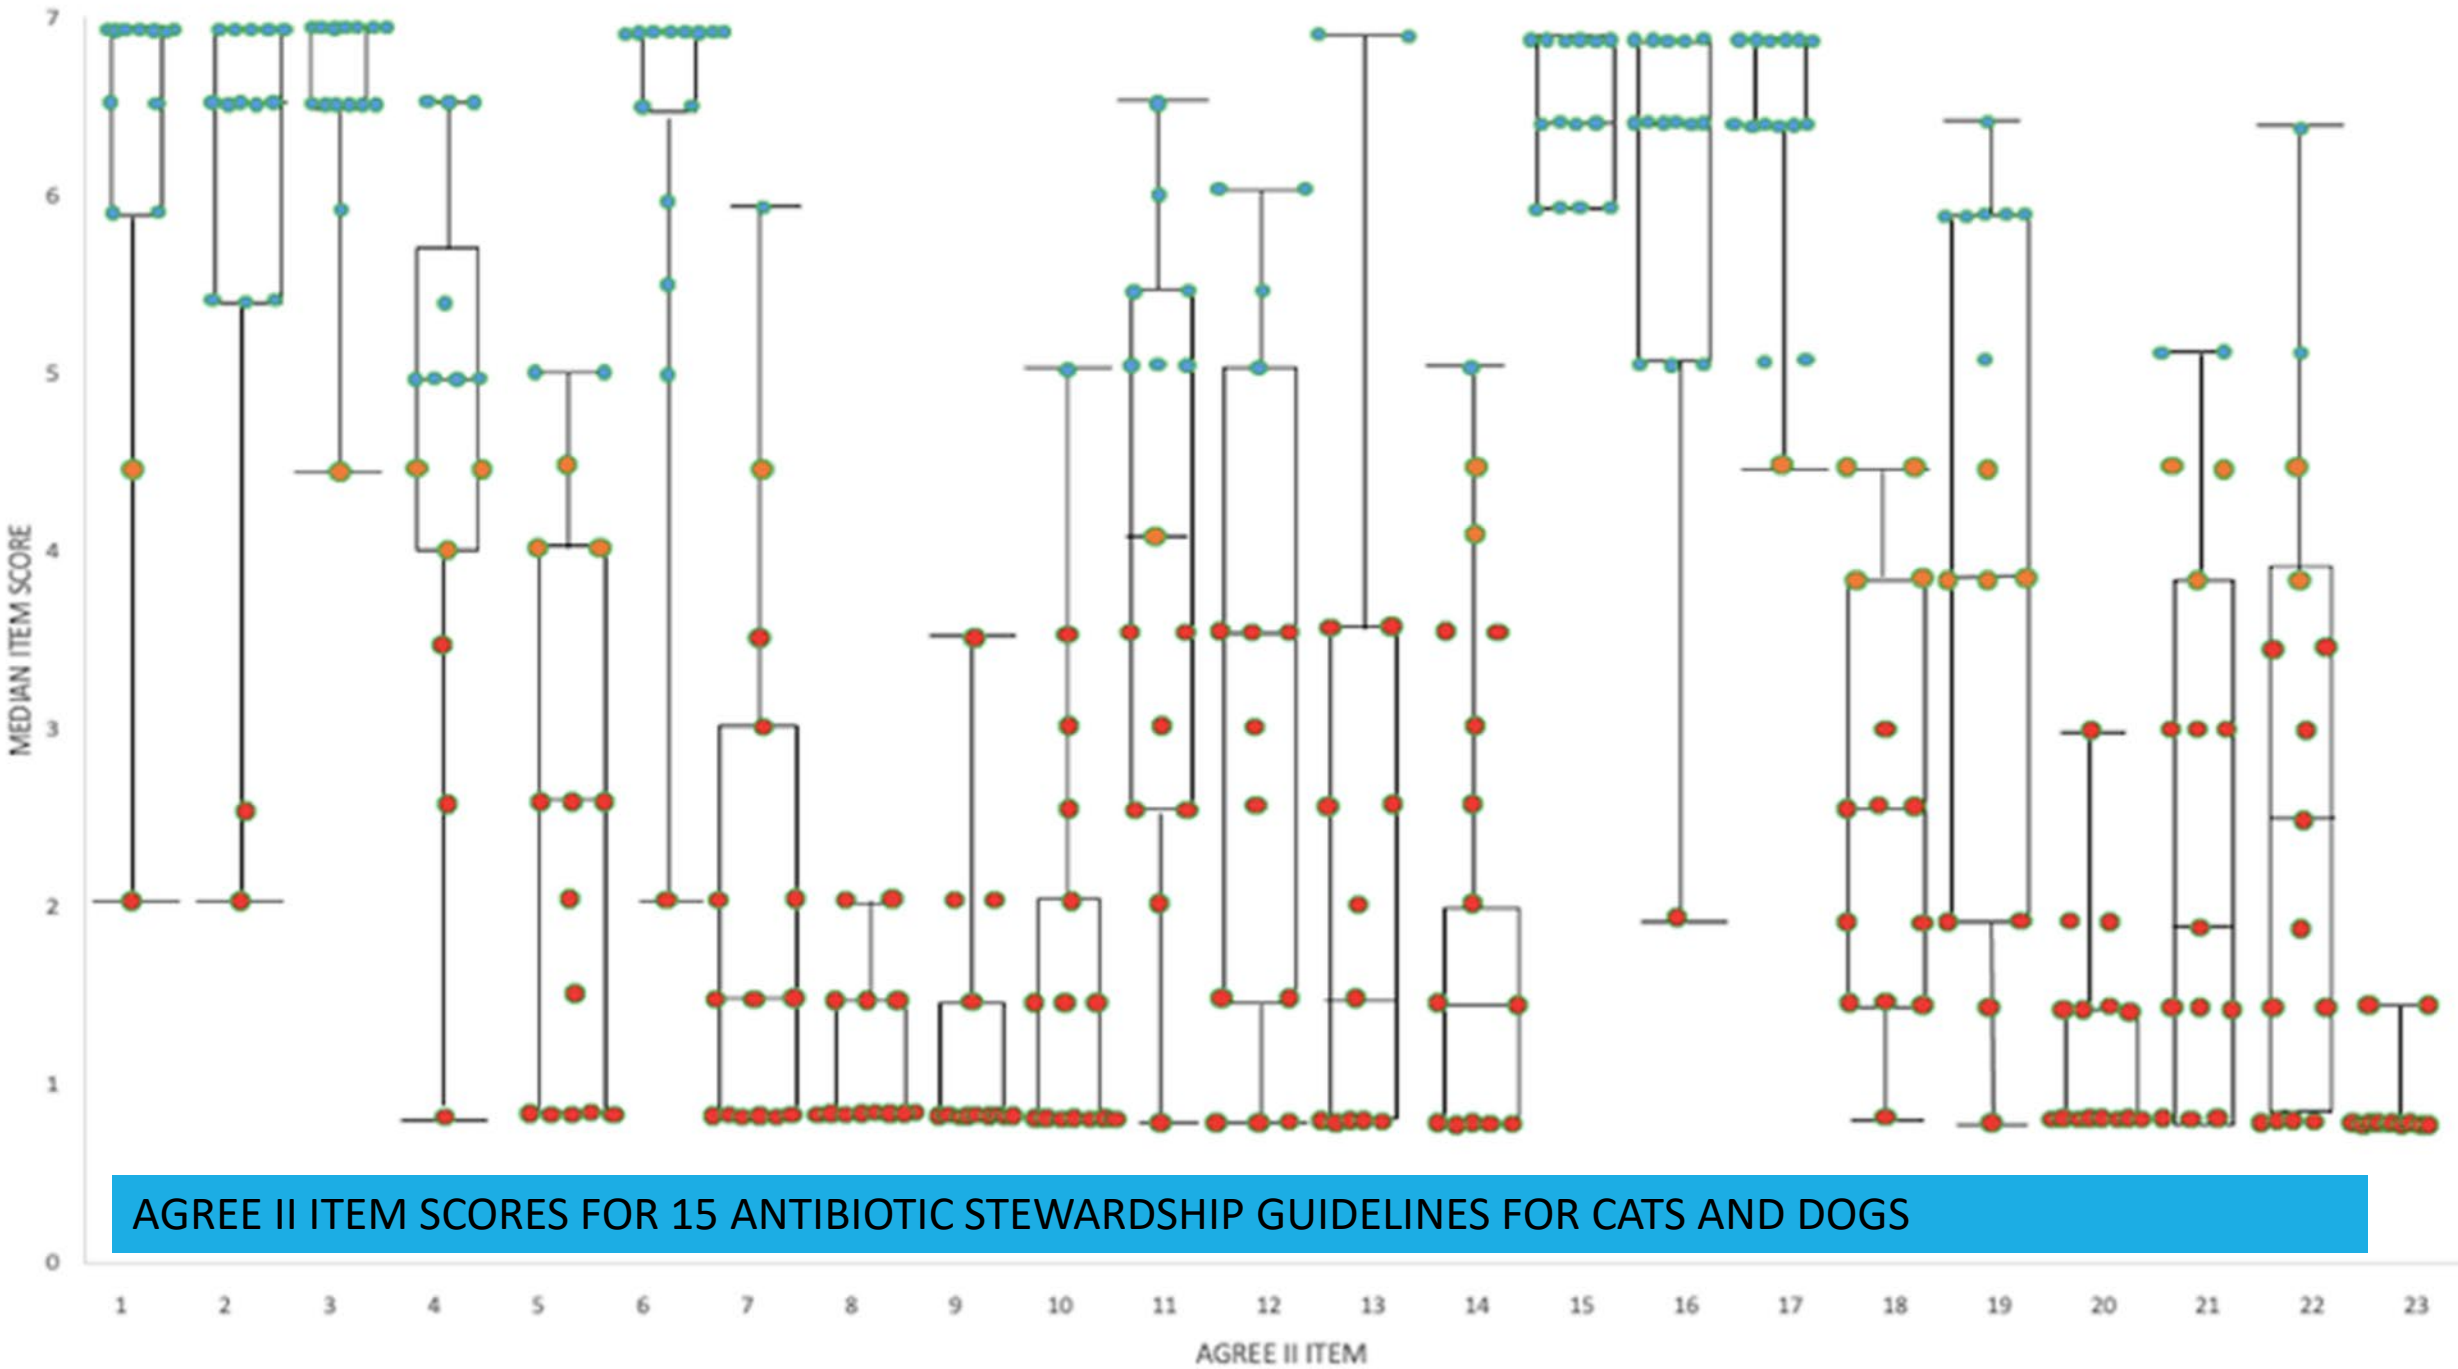 7
6
5
4
3
2
1
0
MEDIAN ITEM SCORE
AGREE II ITEM SCORES FOR 15 ANTIBIOTIC STEWARDSHIP GUIDELINES FOR CATS AND DOGS
1 2 3 4 5 6 7 8 9 10 11 12 13 14 15 16 17 18 19 20 21 22 23
AGREE II ITEM